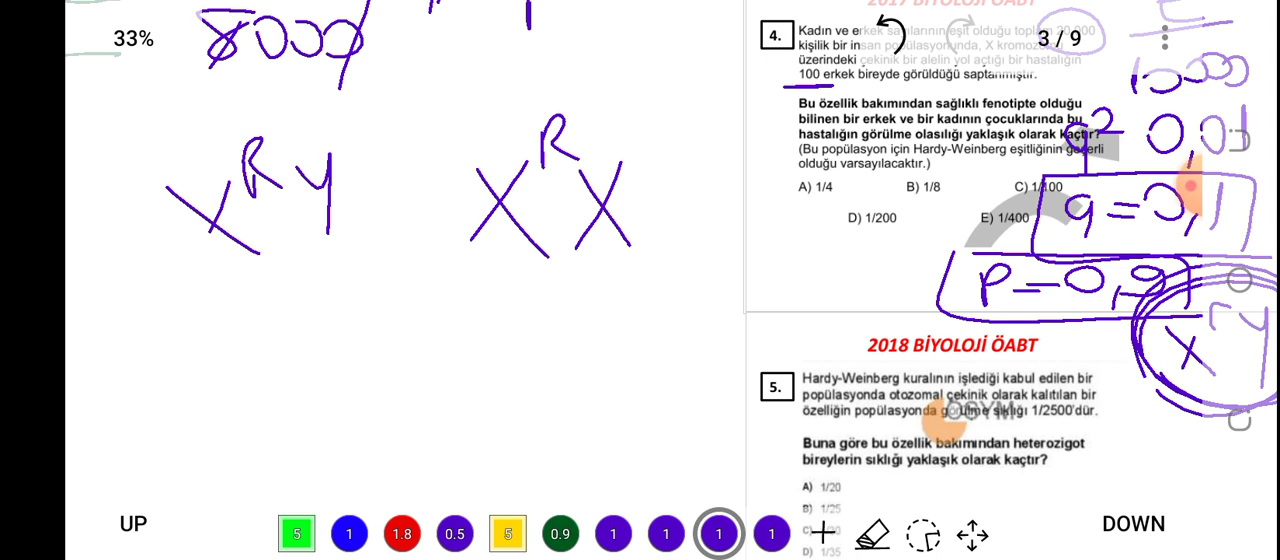 33%
8000
X^R Y
X^R X
2017 BİYOLOJİ ÖABT
3 / 9
4.
Kadın ve erkek sayılarının eşit olduğu toplam 20.000
kişilik bir insan popülasyonunda, X kromozomu
üzerindeki çekinik bir alelin yol açtığı bir hastalığın
100 erkek bireyde görüldüğü saptanmıştır.
Bu özellik bakımından sağlıklı fenotipte olduğu
bilinen bir erkek ve bir kadının çocuklarında bu
hastalığın görülme olasılığı yaklaşık olarak kaçtır?
(Bu popülasyon için Hardy-Weinberg eşitliğinin geçerli
olduğu varsayılacaktır.)
A) 1/4
B) 1/8
C) 1/100
D) 1/200
E) 1/400
q² = 0,01
q = 0,1
P = 0,9
X^r Y
2018 BİYOLOJİ ÖABT
5.
Hardy-Weinberg kuralının işlediği kabul edilen bir
popülasyonda otozomal çekinik olarak kalıtılan bir
özelliğin popülasyonda görülme sıklığı 1/2500'dür.
ÖSYM
Buna göre bu özellik bakımından heterozigot
bireylerin sıklığı yaklaşık olarak kaçtır?
A) 1/20
B) 1/25
C) 1/30
D) 1/35
UP
5 1 1.8 0.5 5 0.9 1 1 1 1
DOWN